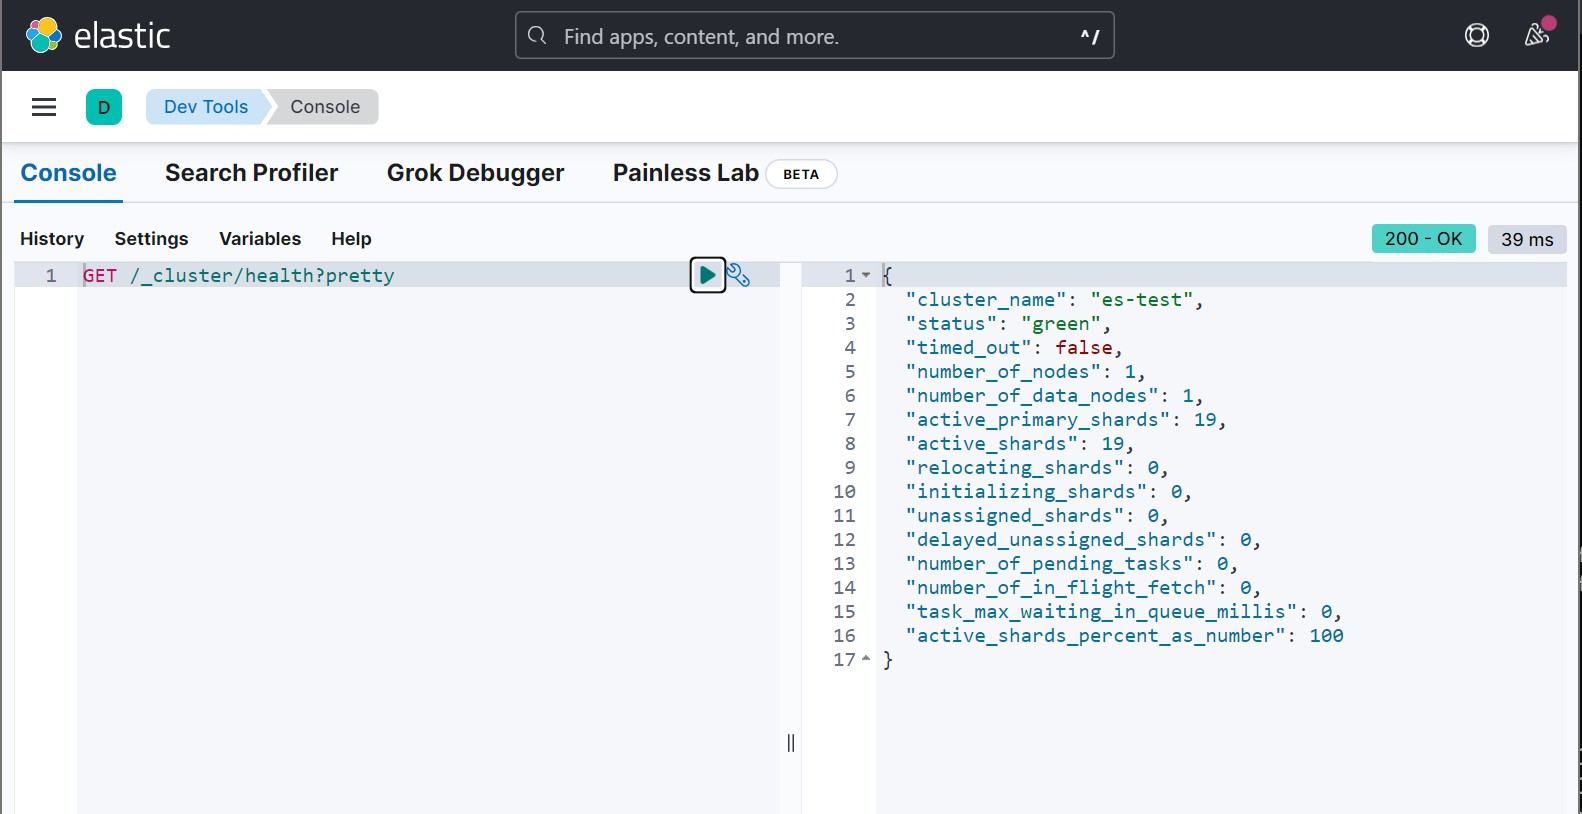 elastic
Find apps, content, and more.
^/
D
Dev Tools
Console
Console
Search Profiler
Grok Debugger
Painless Lab
BETA
History
Settings
Variables
Help
200 - OK
39 ms
1 GET /_cluster/health?pretty
1 {
2 "cluster_name": "es-test",
3 "status": "green",
4 "timed_out": false,
5 "number_of_nodes": 1,
6 "number_of_data_nodes": 1,
7 "active_primary_shards": 19,
8 "active_shards": 19,
9 "relocating_shards": 0,
10 "initializing_shards": 0,
11 "unassigned_shards": 0,
12 "delayed_unassigned_shards": 0,
13 "number_of_pending_tasks": 0,
14 "number_of_in_flight_fetch": 0,
15 "task_max_waiting_in_queue_millis": 0,
16 "active_shards_percent_as_number": 100
17 }